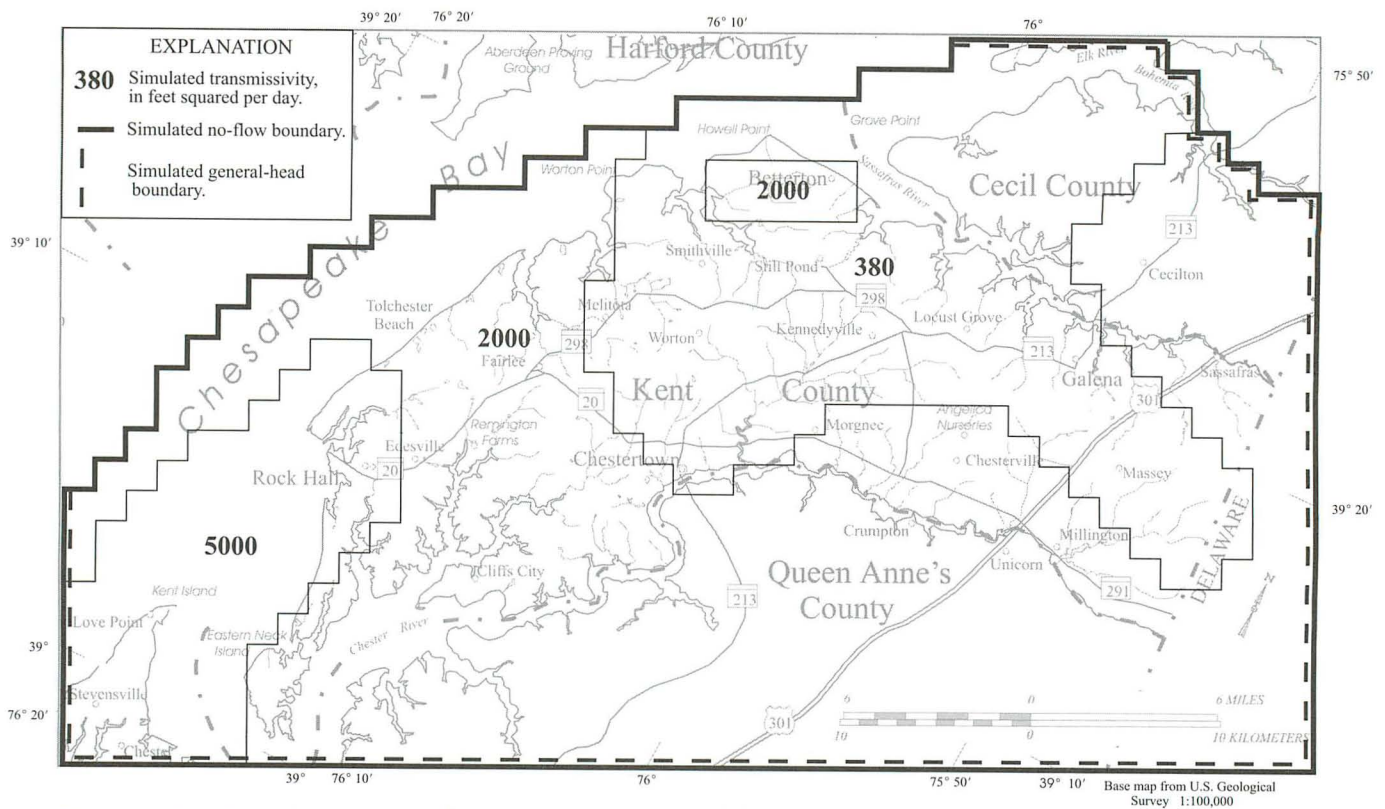 39° 20'
76° 20'
76° 10'
76°
EXPLANATION
380 Simulated transmissivity,
in feet squared per day.
Simulated no-flow boundary.
Simulated general-head
boundary.
Aberdeen Proving
Ground
Harford County
Elk River
Bohemia
75° 50'
Howell Point
Grove Point
Worton Point
Sassafras River
Betterton
2000
Cecil County
Chesapeake Bay
39° 10'
213
Smithville
Still Pond
380
Cecilton
298
Tolchester
Beach
Melitota
Locust Grove
2000
298
Fairlee
Worton
Kennedyville
213
Kent County
Galena
Sassafras
20
301
Angelica
Nurseries
Remington
Farms
Morgnec
Edesville
Chestertown
Chesterville
Massey
Rock Hall
20
39° 20'
5000
Crumpton
Millington
DELAWARE
Cliffs City
Queen Anne's
County
Unicorn
291
Kent Island
213
Love Point
Chester River
Eastern Neck
Island
39°
N
Stevensville
6 0 6 MILES
76° 20'
301
10 0 10 KILOMETERS
Chester
39°
76° 10'
76°
75° 50'
39° 10'
Base map from U.S. Geological
Survey 1:100,000